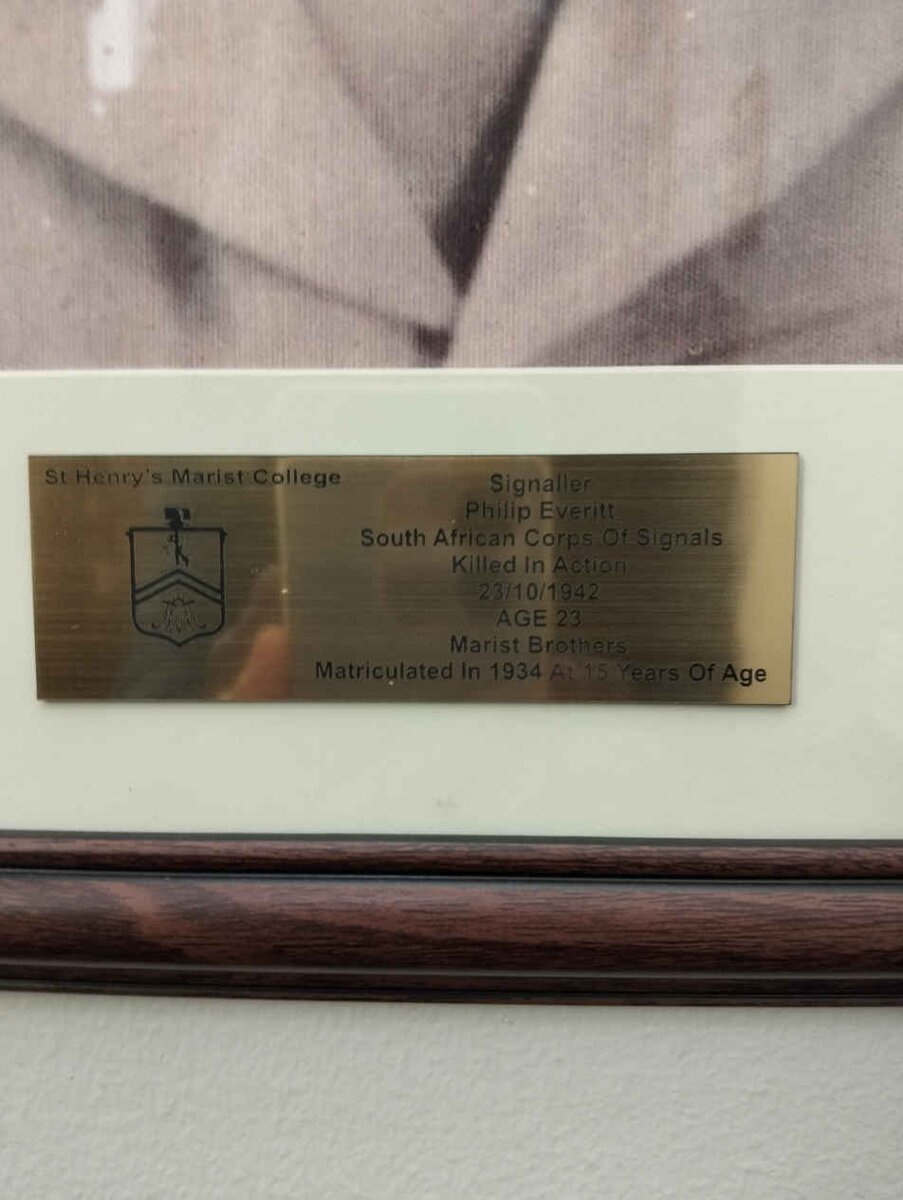 St Henry's Marist College
Signaller
Philip Everitt
South African Corps Of Signals
Killed In Action
23/10/1942
AGE 23
Marist Brothers
Matriculated In 1934 At 15 Years Of Age